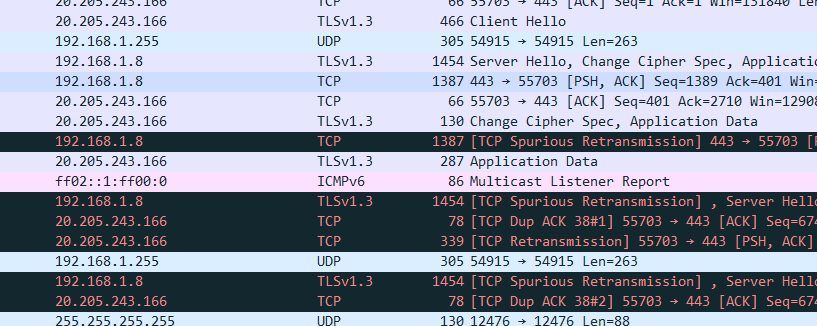 20.205.243.166 TCP 66 55703 → 443 [ACK] Seq=1 Ack=1 Win=131840 Len
20.205.243.166 TLSv1.3 466 Client Hello
192.168.1.255 UDP 305 54915 → 54915 Len=263
192.168.1.8 TLSv1.3 1454 Server Hello, Change Cipher Spec, Applicatio
192.168.1.8 TCP 1387 443 → 55703 [PSH, ACK] Seq=1389 Ack=401 Win=
20.205.243.166 TCP 66 55703 → 443 [ACK] Seq=401 Ack=2710 Win=12908
20.205.243.166 TLSv1.3 130 Change Cipher Spec, Application Data
192.168.1.8 TCP 1387 [TCP Spurious Retransmission] 443 → 55703 [P
20.205.243.166 TLSv1.3 287 Application Data
ff02::1:ff00:0 ICMPv6 86 Multicast Listener Report
192.168.1.8 TLSv1.3 1454 [TCP Spurious Retransmission] , Server Hello
20.205.243.166 TCP 78 [TCP Dup ACK 38#1] 55703 → 443 [ACK] Seq=674
20.205.243.166 TCP 339 [TCP Retransmission] 55703 → 443 [PSH, ACK]
192.168.1.255 UDP 305 54915 → 54915 Len=263
192.168.1.8 TLSv1.3 1454 [TCP Spurious Retransmission] , Server Hello
20.205.243.166 TCP 78 [TCP Dup ACK 38#2] 55703 → 443 [ACK] Seq=674
255.255.255.255 UDP 130 12476 → 12476 Len=88